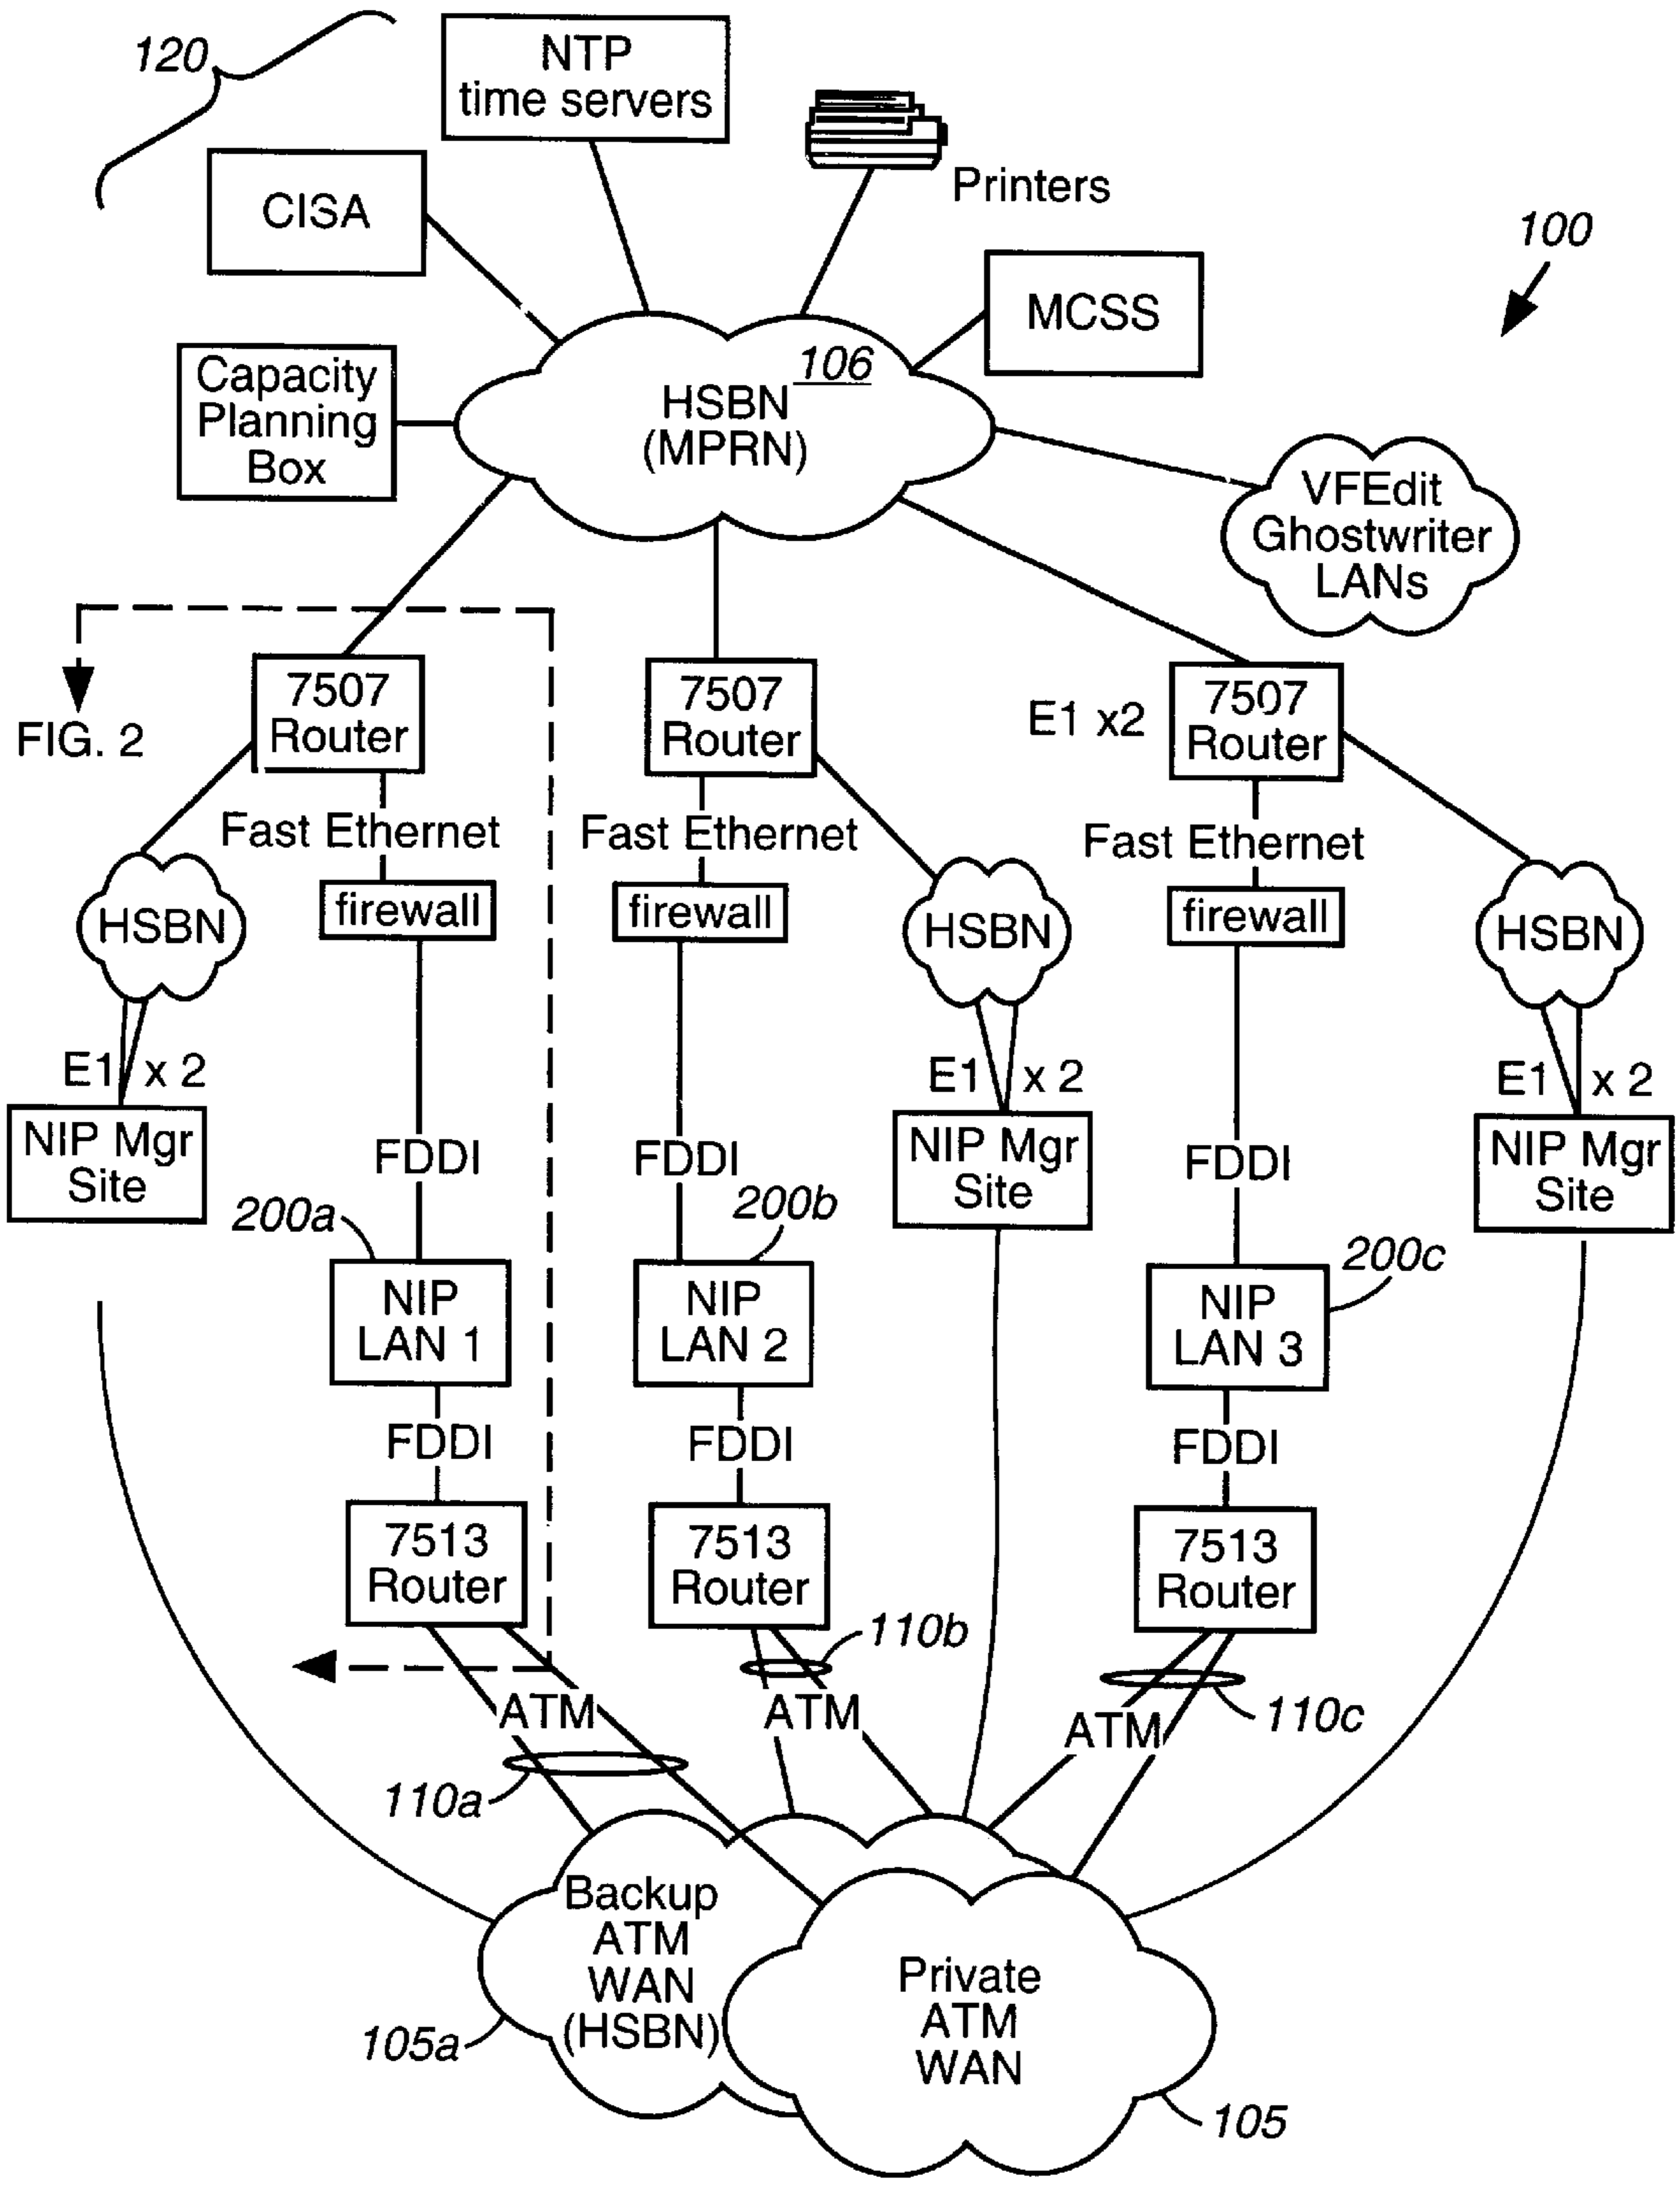 120
NTP
time servers
Printers
CISA
100
MCSS
Capacity
Planning
Box
106
HSBN
(MPRN)
VFEdit
Ghostwriter
LANs
FIG. 2
7507
Router
7507
Router
E1 x2
7507
Router
Fast Ethernet
Fast Ethernet
Fast Ethernet
HSBN
firewall
firewall
HSBN
firewall
HSBN
E1 x 2
E1 x 2
E1 x 2
NIP Mgr
Site
FDDI
FDDI
NIP Mgr
Site
FDDI
NIP Mgr
Site
200a
200b
200c
NIP
LAN 1
NIP
LAN 2
NIP
LAN 3
FDDI
FDDI
FDDI
7513
Router
7513
Router
7513
Router
110b
ATM
ATM
ATM
110c
110a
Backup
ATM
WAN
(HSBN)
Private
ATM
WAN
105a
105